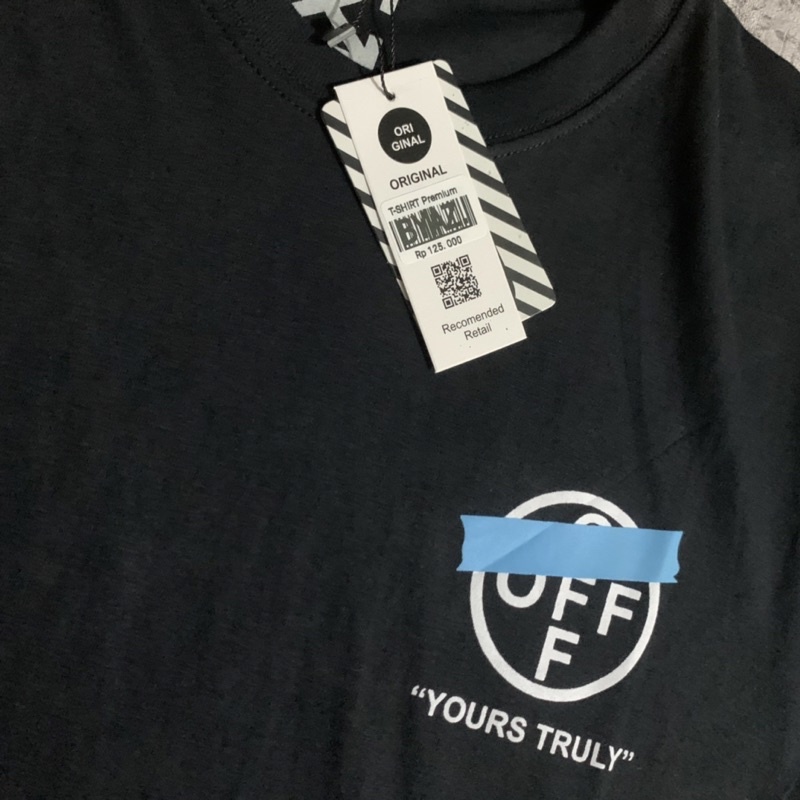 ORI
GINAL
ORIGINAL
T-SHIRT Premium
Rp 125.000
Recomended
Retail
OFF
F
F
"YOURS TRULY"